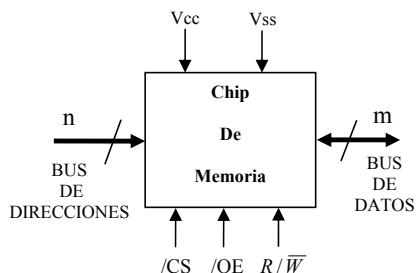 Vcc
Vss
Chip
De
Memoria
n
m
BUS
DE
DIRECCIONES
BUS
DE
DATOS
/CS
/OE
R / W̅